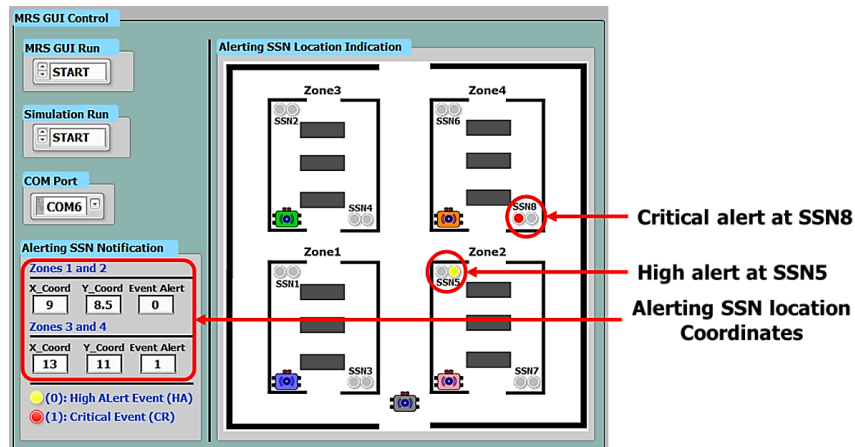 MRS GUI Control
MRS GUI Run
START
Simulation Run
START
COM Port
COM6
Alerting SSN Notification
Zones 1 and 2
X_Coord Y_Coord Event Alert
9 8.5 0
Zones 3 and 4
X_Coord Y_Coord Event Alert
13 11 1
(0): High ALert Event (HA)
(1): Critical Event (CR)
Alerting SSN Location Indication
Zone3 Zone4
SSN2 SSN6
SSN4 SSN8
Zone1 Zone2
SSN1 SSN5
SSN3 SSN7
Critical alert at SSN8
High alert at SSN5
Alerting SSN location
Coordinates